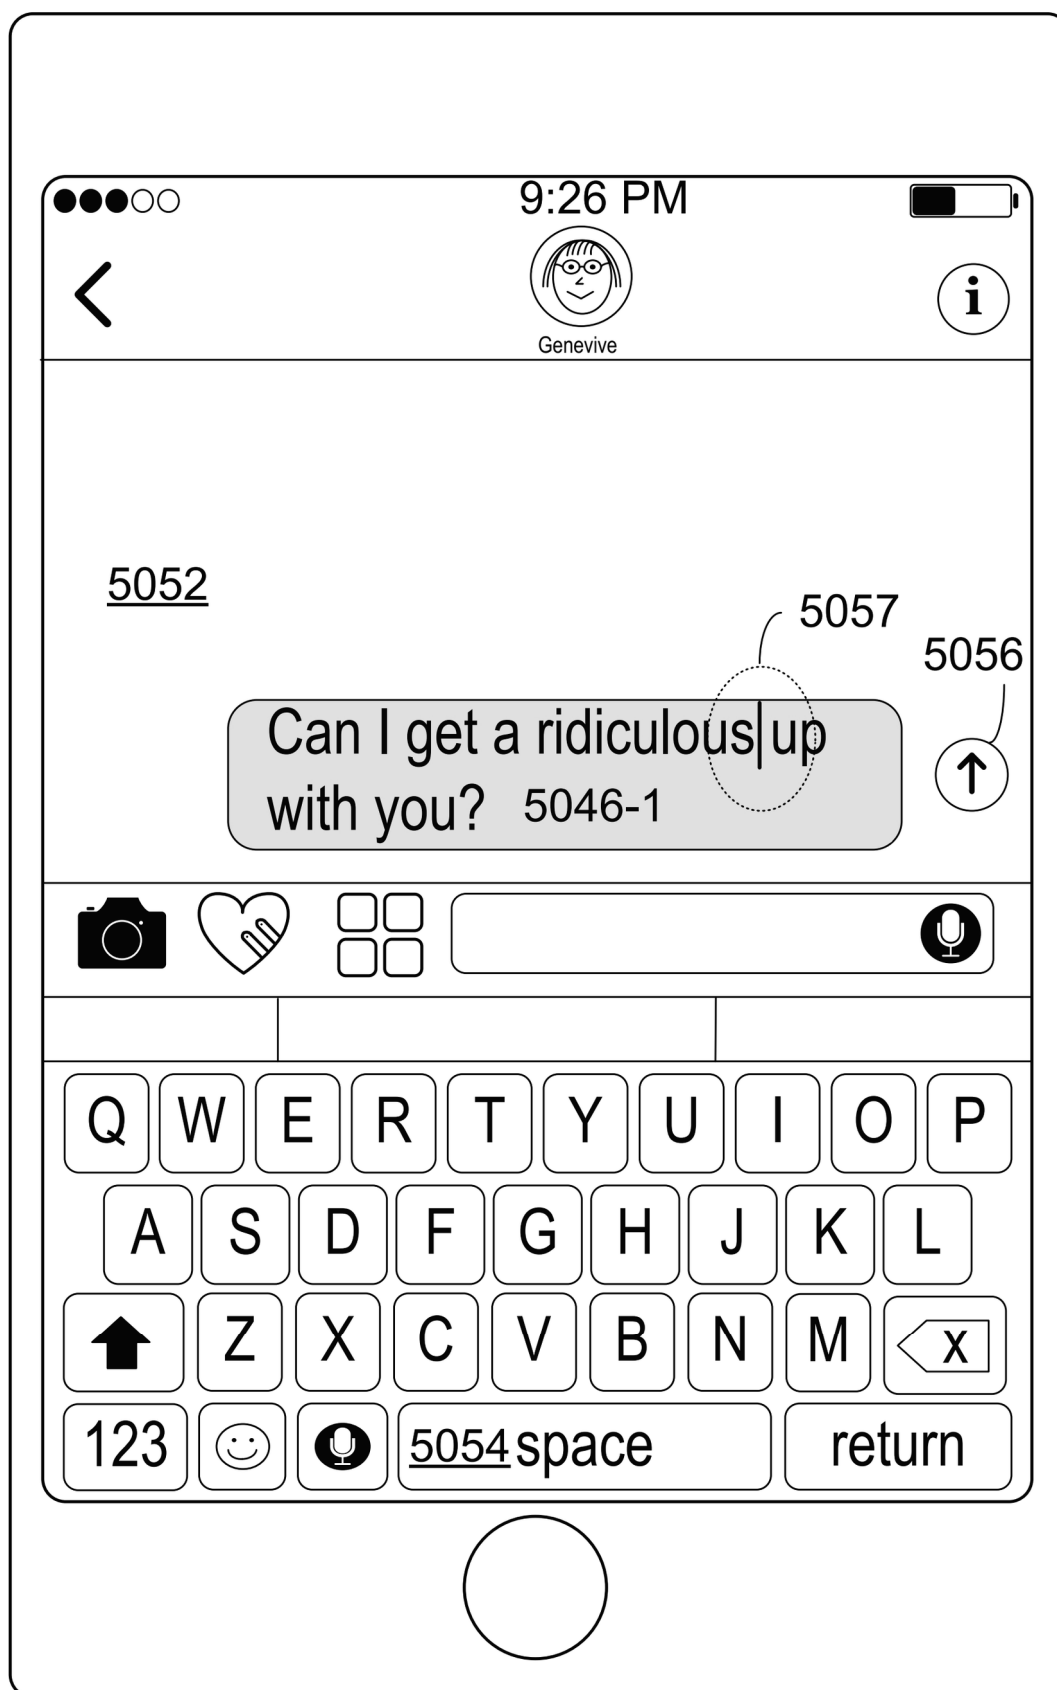 9:26 PM
i
Genevive
5052
5057
5056
Can I get a ridiculous up
with you? 5046-1
Q W E R T Y U I O P
A S D F G H J K L
Z X C V B N M X
123 5054 space return